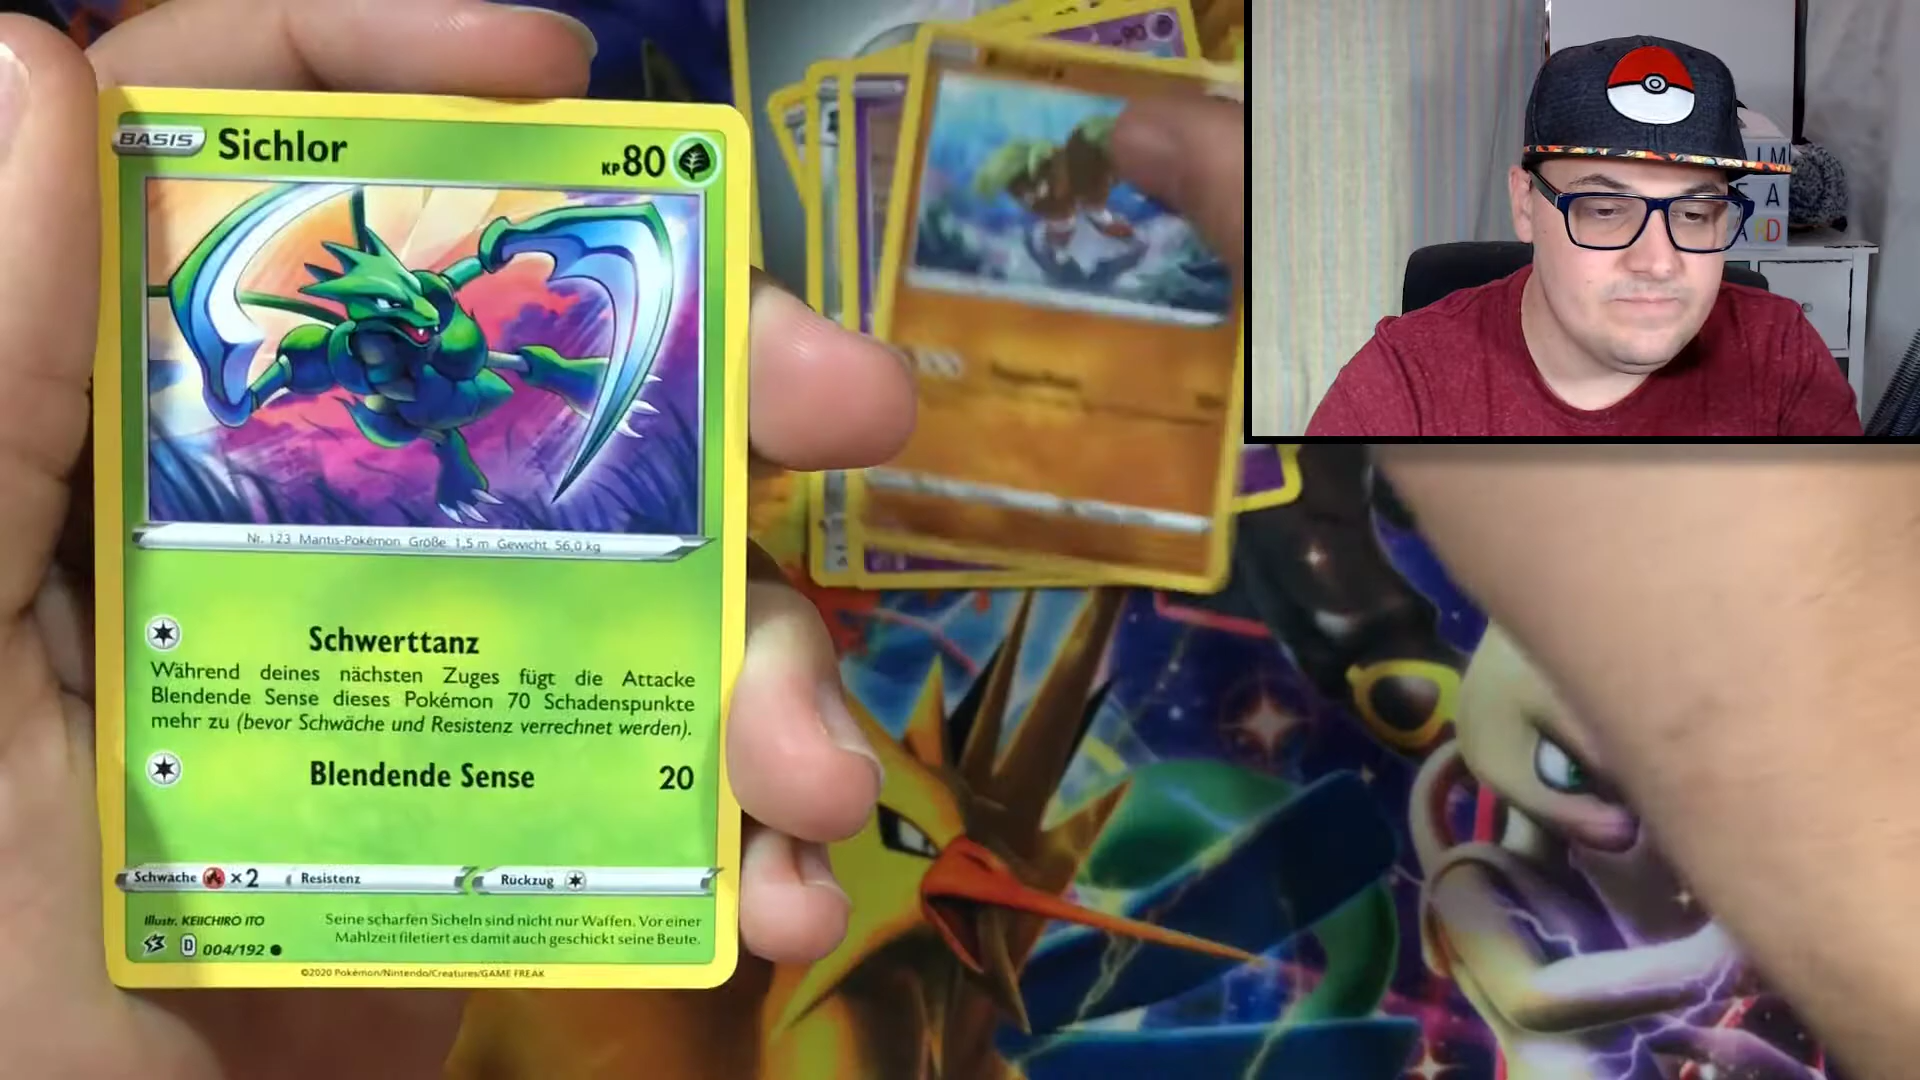 BASIS Sichlor KP80
Nr. 123 Mantis-Pokémon Größe 1,5 m Gewicht 56,0 kg
Schwerttanz
Während deines nächsten Zuges fügt die Attacke
Blendende Sense dieses Pokémon 70 Schadenspunkte
mehr zu (bevor Schwäche und Resistenz verrechnet werden).
Blendende Sense 20
Schwäche ×2 Resistenz Rückzug
Illustr. KEIICHIRO ITO
Seine scharfen Sicheln sind nicht nur Waffen. Vor einer
Mahlzeit filetiert es damit auch geschickt seine Beute.
D 004/192
©2020 Pokémon/Nintendo/Creatures/GAME FREAK
90